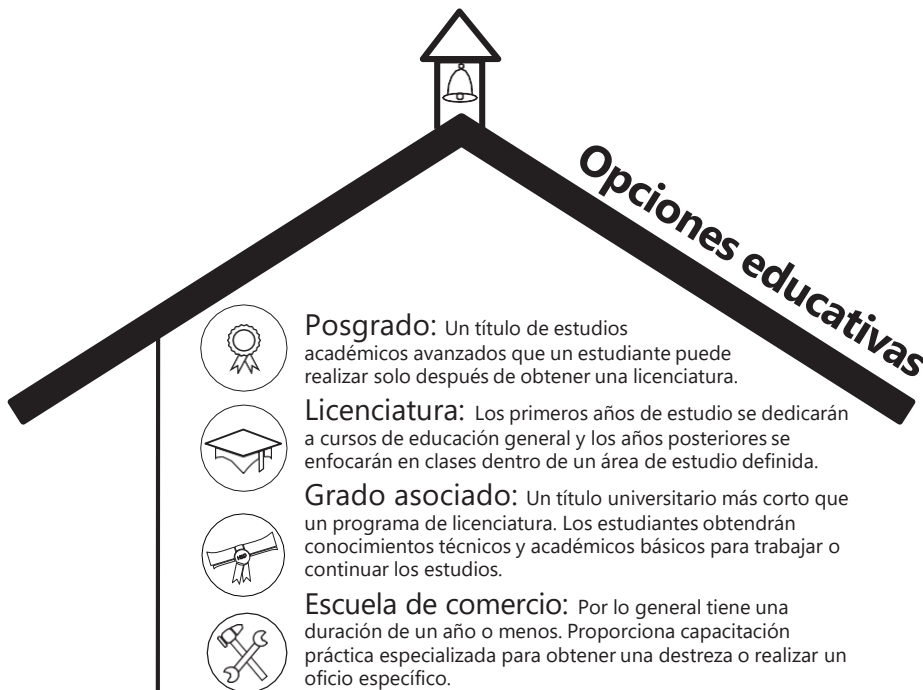 Opciones educativas
Posgrado: Un título de estudios
académicos avanzados que un estudiante puede
realizar solo después de obtener una licenciatura.
Licenciatura: Los primeros años de estudio se dedicarán
a cursos de educación general y los años posteriores se
enfocarán en clases dentro de un área de estudio definida.
Grado asociado: Un título universitario más corto que
un programa de licenciatura. Los estudiantes obtendrán
conocimientos técnicos y académicos básicos para trabajar o
continuar los estudios.
Escuela de comercio: Por lo general tiene una
duración de un año o menos. Proporciona capacitación
práctica especializada para obtener una destreza o realizar un
oficio específico.